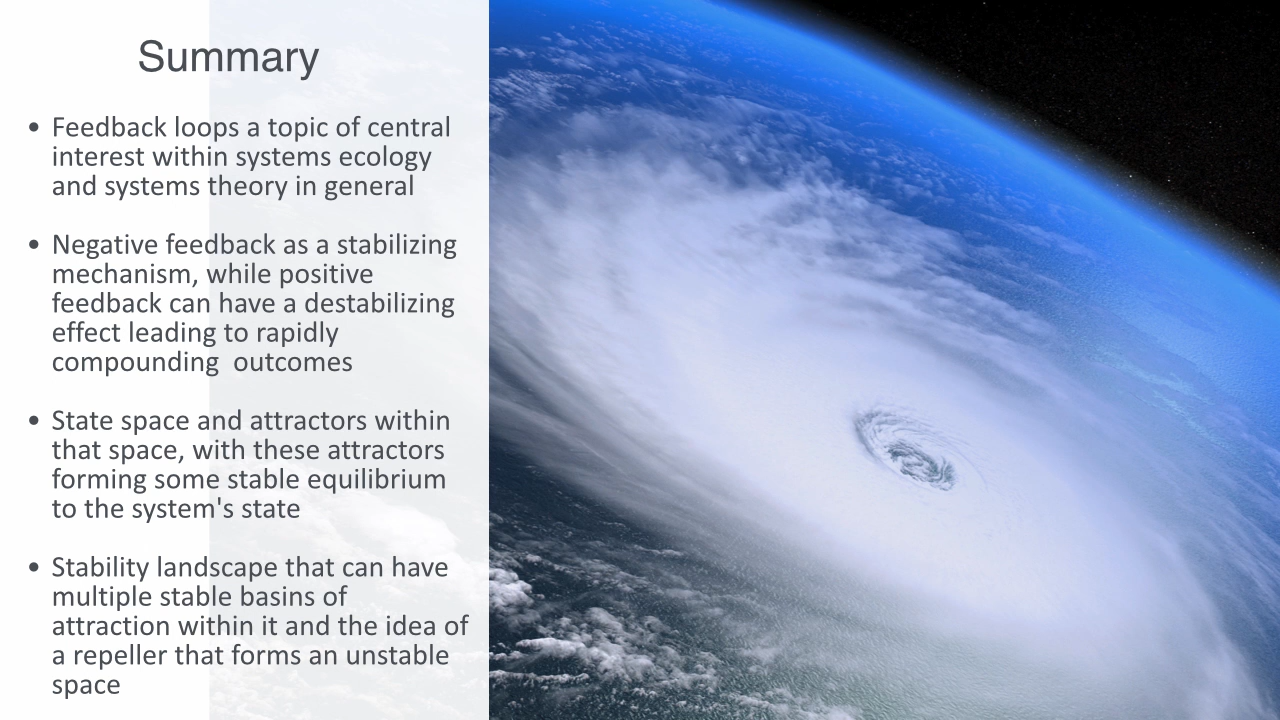 Summary
• Feedback loops a topic of central
interest within systems ecology
and systems theory in general
• Negative feedback as a stabilizing
mechanism, while positive
feedback can have a destabilizing
effect leading to rapidly
compounding  outcomes
• State space and attractors within
that space, with these attractors
forming some stable equilibrium
to the system's state
• Stability landscape that can have
multiple stable basins of
attraction within it and the idea of
a repeller that forms an unstable
space